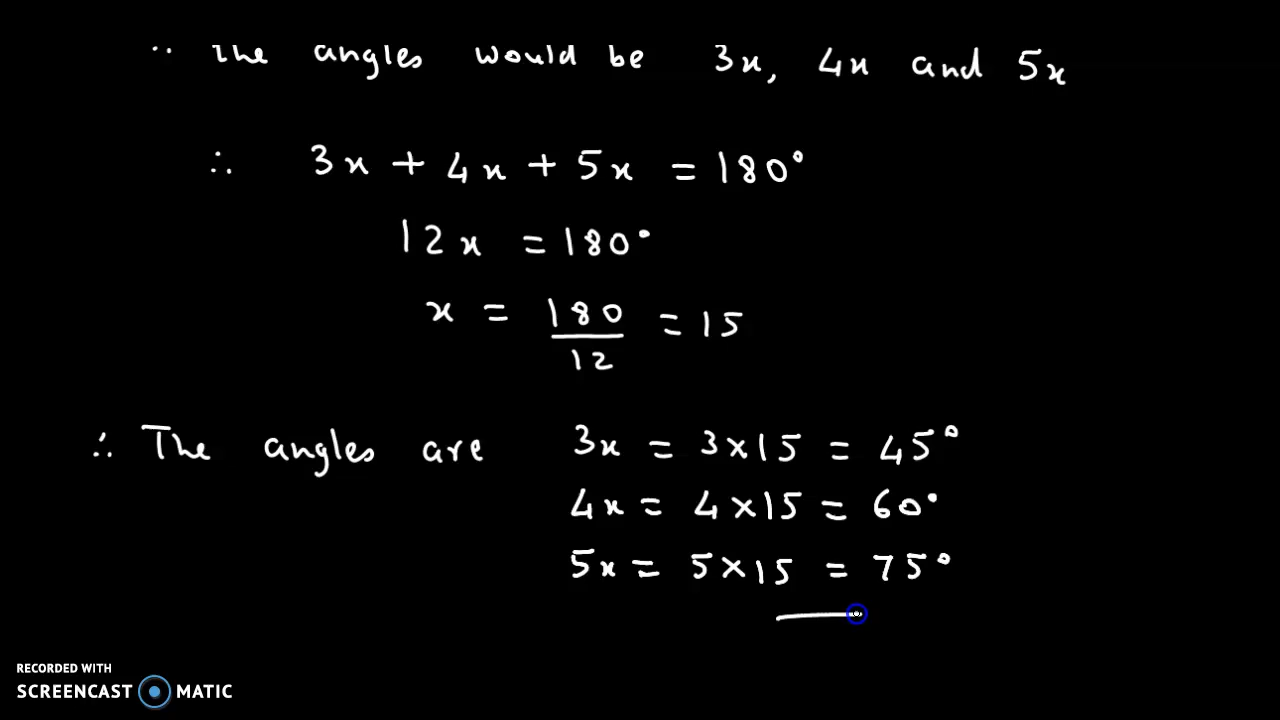 ∴ The angles would be 3x, 4x and 5x
∴ 3x + 4x + 5x = 180°
12x = 180°
x = 180/12 = 15
∴ The angles are 3x = 3×15 = 45°
4x = 4×15 = 60°
5x = 5×15 = 75°
RECORDED WITH
SCREENCAST MATIC